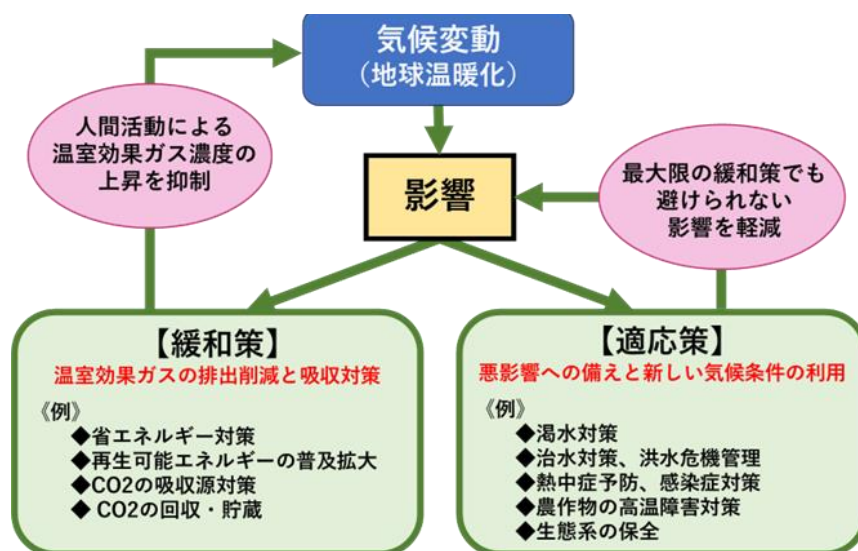 気候変動
（地球温暖化）
人間活動による
温室効果ガス濃度の
上昇を抑制
影響
最大限の緩和策でも
避けられない
影響を軽減
【緩和策】
温室効果ガスの排出削減と吸収対策
《例》
◆省エネルギー対策
◆再生可能エネルギーの普及拡大
◆CO2の吸収源対策
◆ CO2の回収・貯蔵
【適応策】
悪影響への備えと新しい気候条件の利用
《例》
◆渇水対策
◆治水対策、洪水危機管理
◆熱中症予防、感染症対策
◆農作物の高温障害対策
◆生態系の保全